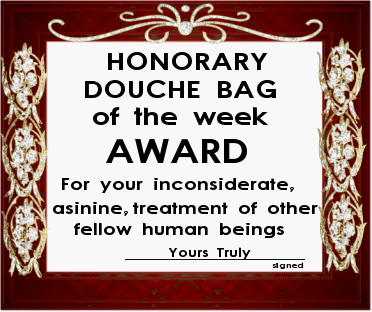 HONORARY
DOUCHE BAG
of the week
AWARD
For your inconsiderate,
asinine, treatment of other
fellow human beings
Yours Truly
signed